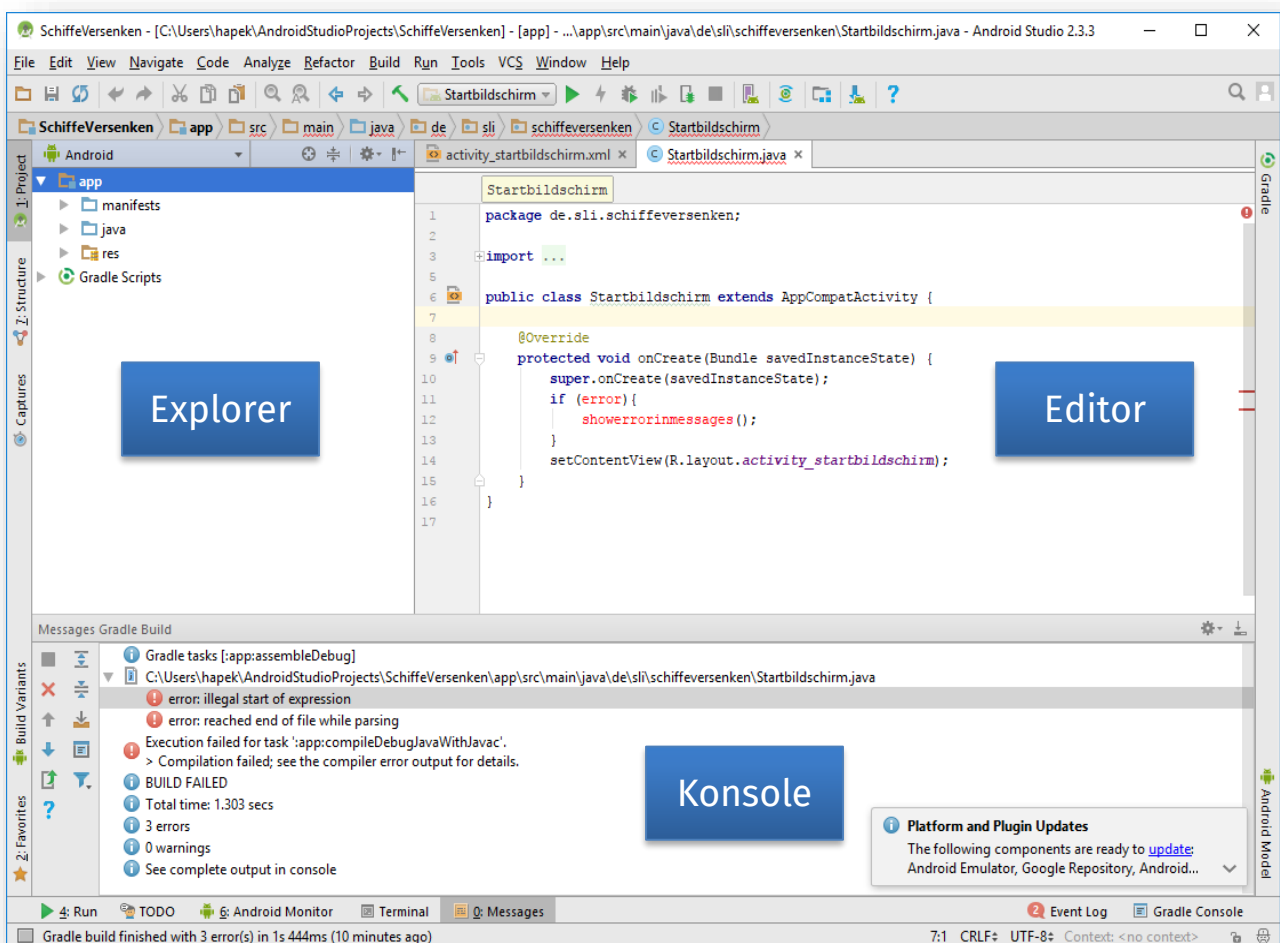 SchiffeVersenken - [C:\Users\hapek\AndroidStudioProjects\SchiffeVersenken] - [app] - ...\app\src\main\java\de\sli\schiffeversenken\Startbildschirm.java - Android Studio 2.3.3
File Edit View Navigate Code Analyze Refactor Build Run Tools VCS Window Help
Startbildschirm
SchiffeVersenken app src main java de sli schiffeversenken Startbildschirm
1: Project
Android
activity_startbildschirm.xml
Startbildschirm.java
Gradle
app
manifests
java
res
Gradle Scripts
7: Structure
Captures
Explorer
Startbildschirm
1 package de.sli.schiffeversenken;
2
3 import ...
5
6 public class Startbildschirm extends AppCompatActivity {
7
8 @Override
9 protected void onCreate(Bundle savedInstanceState) {
10 super.onCreate(savedInstanceState);
11 if (error){
12 showerrorinmessages();
13 }
14 setContentView(R.layout.activity_startbildschirm);
15 }
16 }
17
Editor
Messages Gradle Build
Build Variants
2: Favorites
Gradle tasks [:app:assembleDebug]
C:\Users\hapek\AndroidStudioProjects\SchiffeVersenken\app\src\main\java\de\sli\schiffeversenken\Startbildschirm.java
error: illegal start of expression
error: reached end of file while parsing
Execution failed for task ':app:compileDebugJavaWithJavac'.
> Compilation failed; see the compiler error output for details.
BUILD FAILED
Total time: 1.303 secs
3 errors
0 warnings
See complete output in console
Konsole
Platform and Plugin Updates
The following components are ready to update:
Android Emulator, Google Repository, Android...
Android Model
4: Run TODO 6: Android Monitor Terminal 0: Messages 2 Event Log Gradle Console
Gradle build finished with 3 error(s) in 1s 444ms (10 minutes ago) 7:1 CRLF UTF-8 Context: <no context>